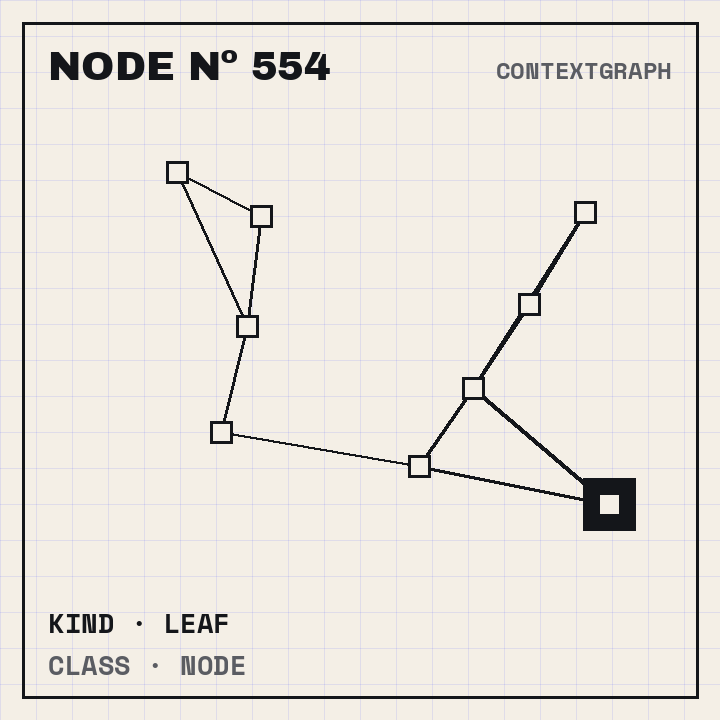 NODE Nº 554
CONTEXTGRAPH
KIND · LEAF
CLASS · NODE